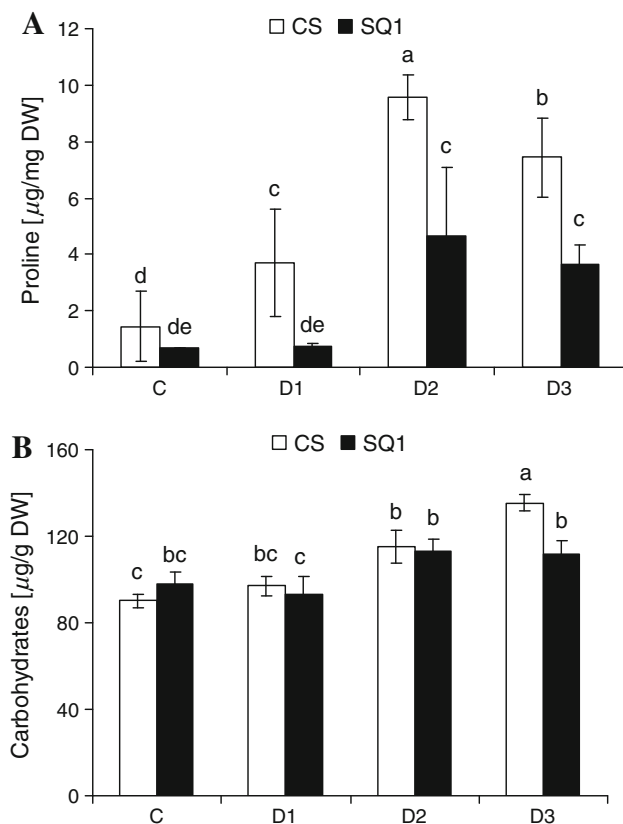 A
CS SQ1
Proline [µg/mg DW]
12
10
8
6
4
2
0
d
de
c
de
a
c
b
c
C D1 D2 D3
B
CS SQ1
Carbohydrates [µg/g DW]
160
120
80
40
0
c
bc
bc
c
b
b
a
b
C D1 D2 D3